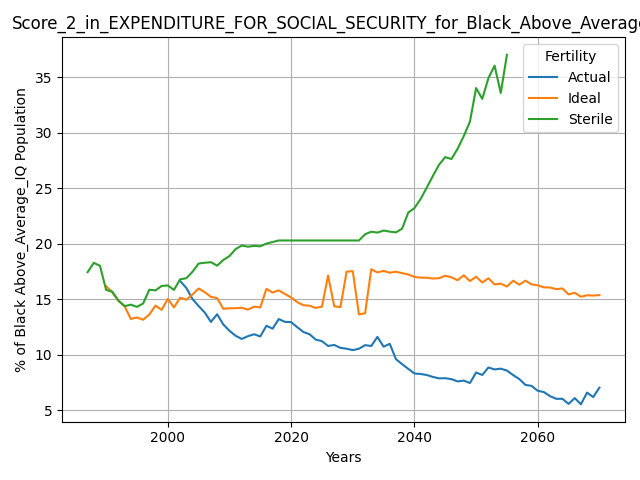 Score_2_in_EXPENDITURE_FOR_SOCIAL_SECURITY_for_Black_Above_Average
% of Black Above_Average_IQ Population
35
30
25
20
15
10
5
Fertility
Actual
Ideal
Sterile
2000
2020
2040
2060
Years